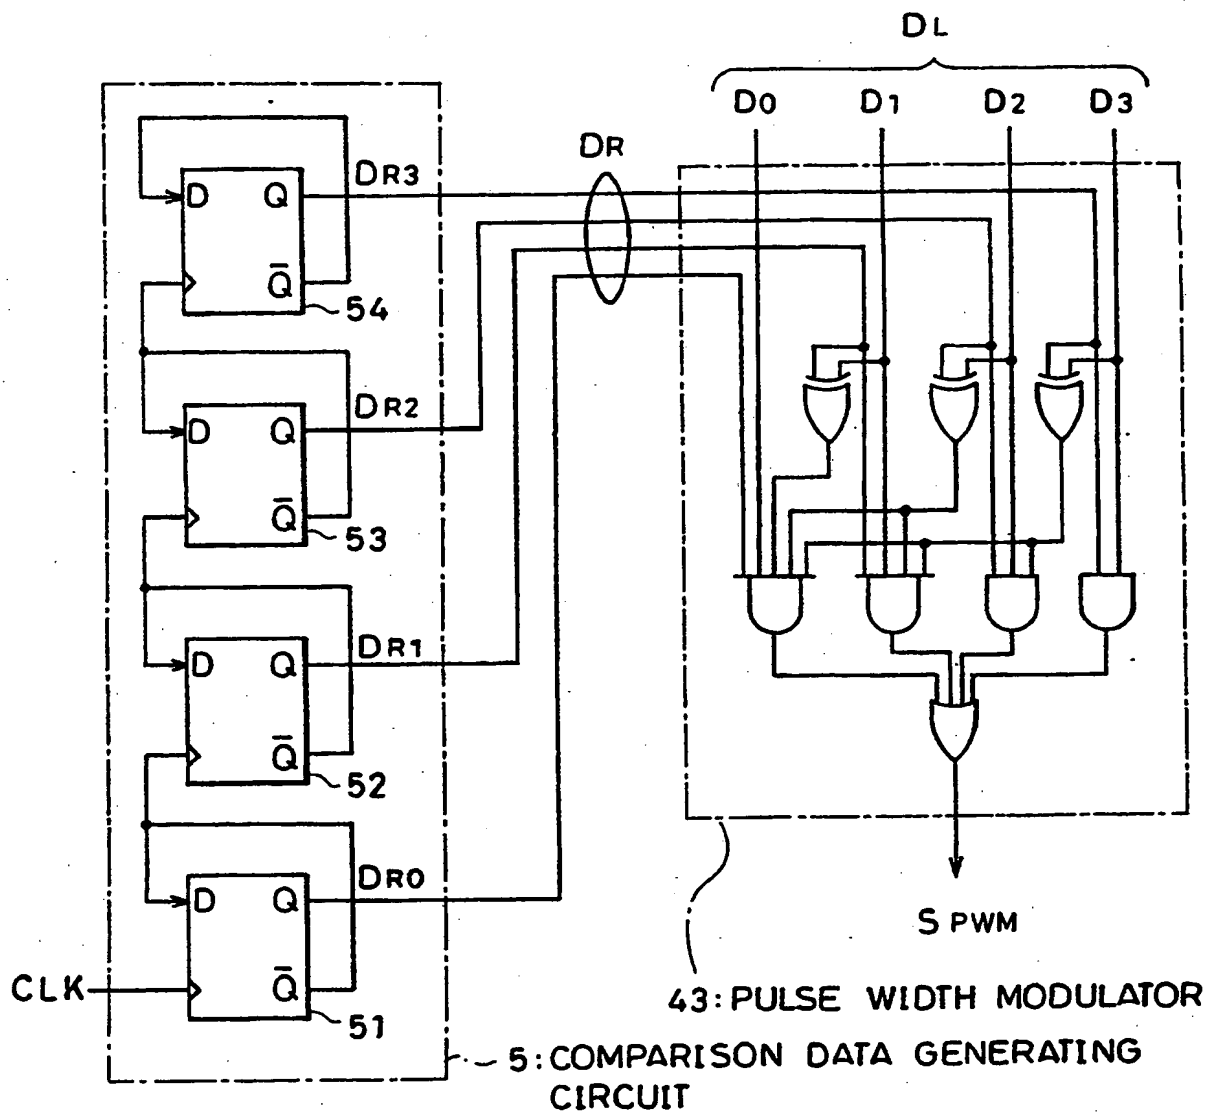 DL
D0 D1 D2 D3
DR
DR3
D Q
Q̅
54
DR2
D Q
Q̅
53
DR1
D Q
Q̅
52
DR0
D Q
CLK
Q̅
51
S PWM
43: PULSE WIDTH MODULATOR
5: COMPARISON DATA GENERATING
CIRCUIT